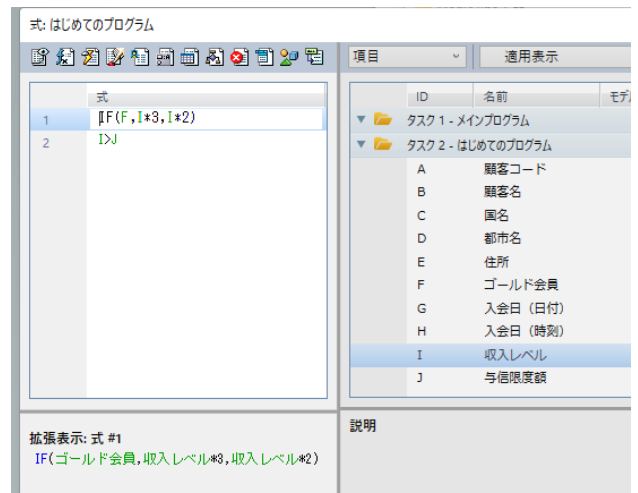 式: はじめてのプログラム
項目
適用表示
式
1 IF(F,I*3,I*2)
2 I>J
ID 名前
タスク 1 - メインプログラム
タスク 2 - はじめてのプログラム
A 顧客コード
B 顧客名
C 国名
D 都市名
E 住所
F ゴールド会員
G 入会日（日付）
H 入会日（時刻）
I 収入レベル
J 与信限度額
拡張表示: 式 #1
IF(ゴールド会員,収入レベル*3,収入レベル*2)
説明